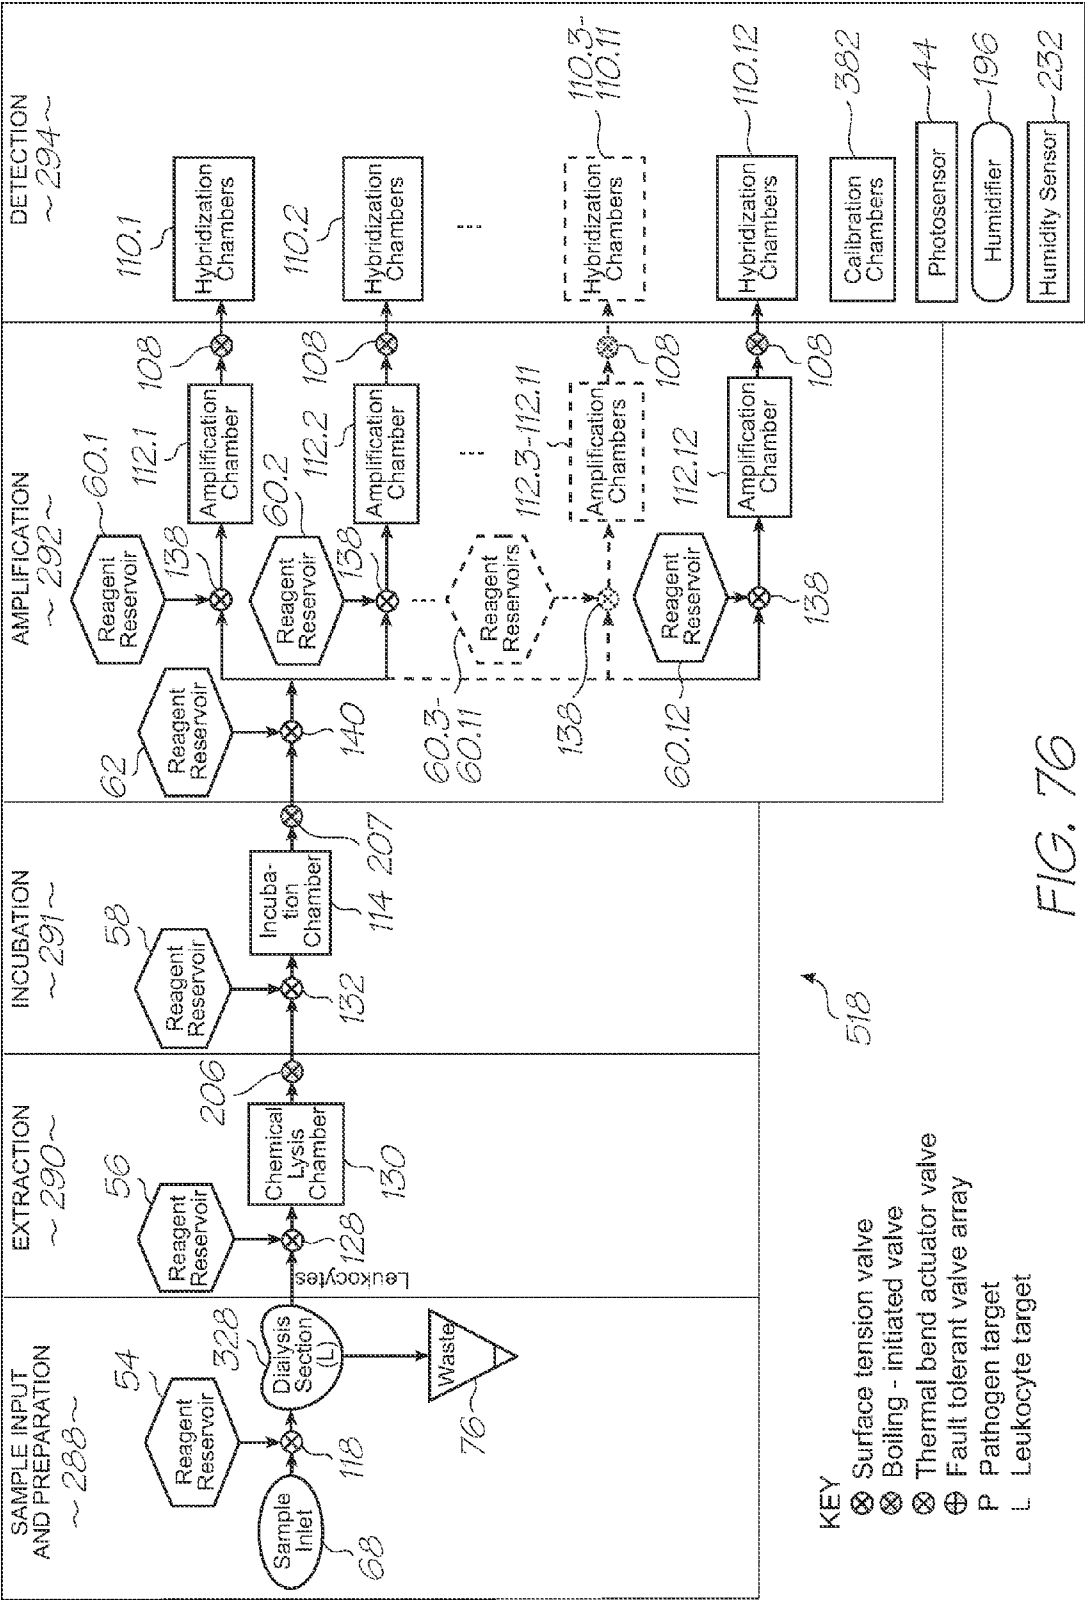 SAMPLE INPUT
AND PREPARATION
~288~
EXTRACTION
~290~
INCUBATION
~291~
AMPLIFICATION
~292~
DETECTION
~294~
Reagent
Reservoir
54
Sample
Inlet
68
118
Dialysis
Section
(L)
328
Waste
76
Leukocytes
Reagent
Reservoir
56
128
Chemical
Lysis
Chamber
130
206
Reagent
Reservoir
58
132
Incuba-
tion
Chamber
114
207
Reagent
Reservoir
62
140
Reagent
Reservoir
60.1
138
Amplification
Chamber
112.1
108
Hybridization
Chambers
110.1
Reagent
Reservoir
60.2
138
Amplification
Chamber
112.2
108
Hybridization
Chambers
110.2
Reagent
Reservoirs
60.3-
60.11
138
Amplification
Chambers
112.3-112.11
108
Hybridization
Chambers
110.3-
110.11
Reagent
Reservoir
60.12
138
Amplification
Chamber
112.12
108
Hybridization
Chambers
110.12
Calibration
Chambers
382
Photosensor
44
Humidifier
196
Humidity Sensor
232
518
KEY
Surface tension valve
Boiling - initiated valve
Thermal bend actuator valve
Fault tolerant valve array
P Pathogen target
L Leukocyte target
FIG. 76